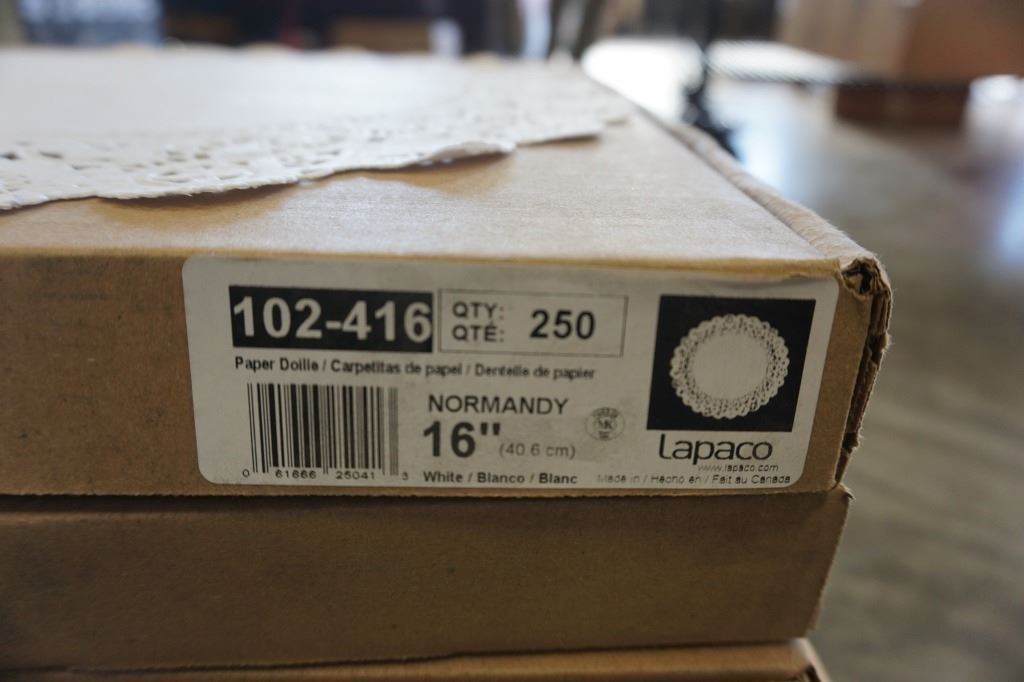 102-416
QTY:
QTÉ: 250
Paper Doilie / Carpetitas de papel / Dentelle de papier
NORMANDY
16" (40.6 cm)
MK
0 61666 25041 3
White / Blanco / Blanc
Lapaco
www.lapaco.com
Made in / Hecho en / Fait au Canada